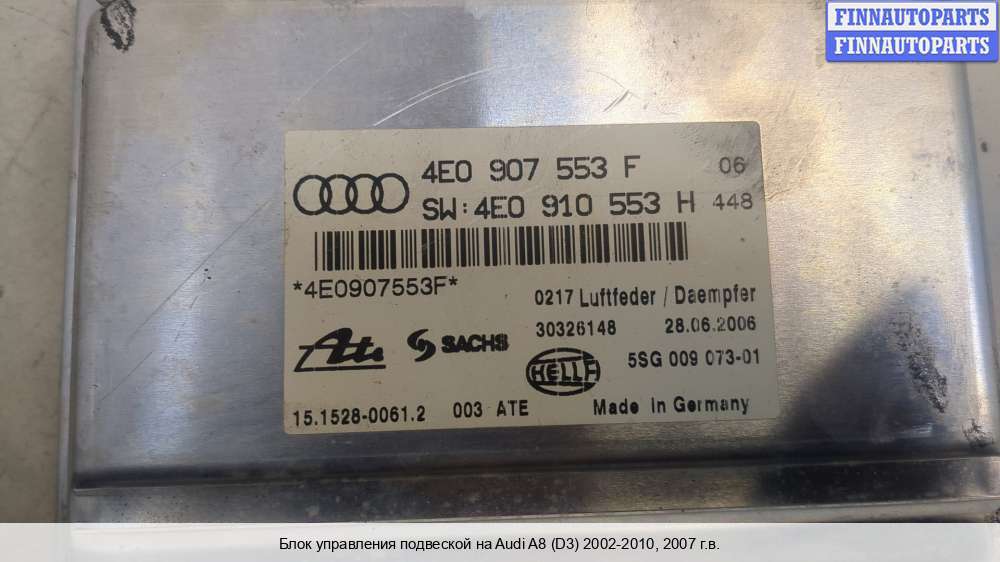 FINNAUTOPARTS
FINNAUTOPARTS
4E0 907 553 F 06
SW:4E0 910 553 H 448
*4E0907553F*
0217 Luftfeder / Daempfer
30326148 28.06.2006
Ate SACHS HELLA 5SG 009 073-01
15.1528-0061.2 003 ATE Made In Germany
Блок управления подвеской на Audi A8 (D3) 2002-2010, 2007 г.в.